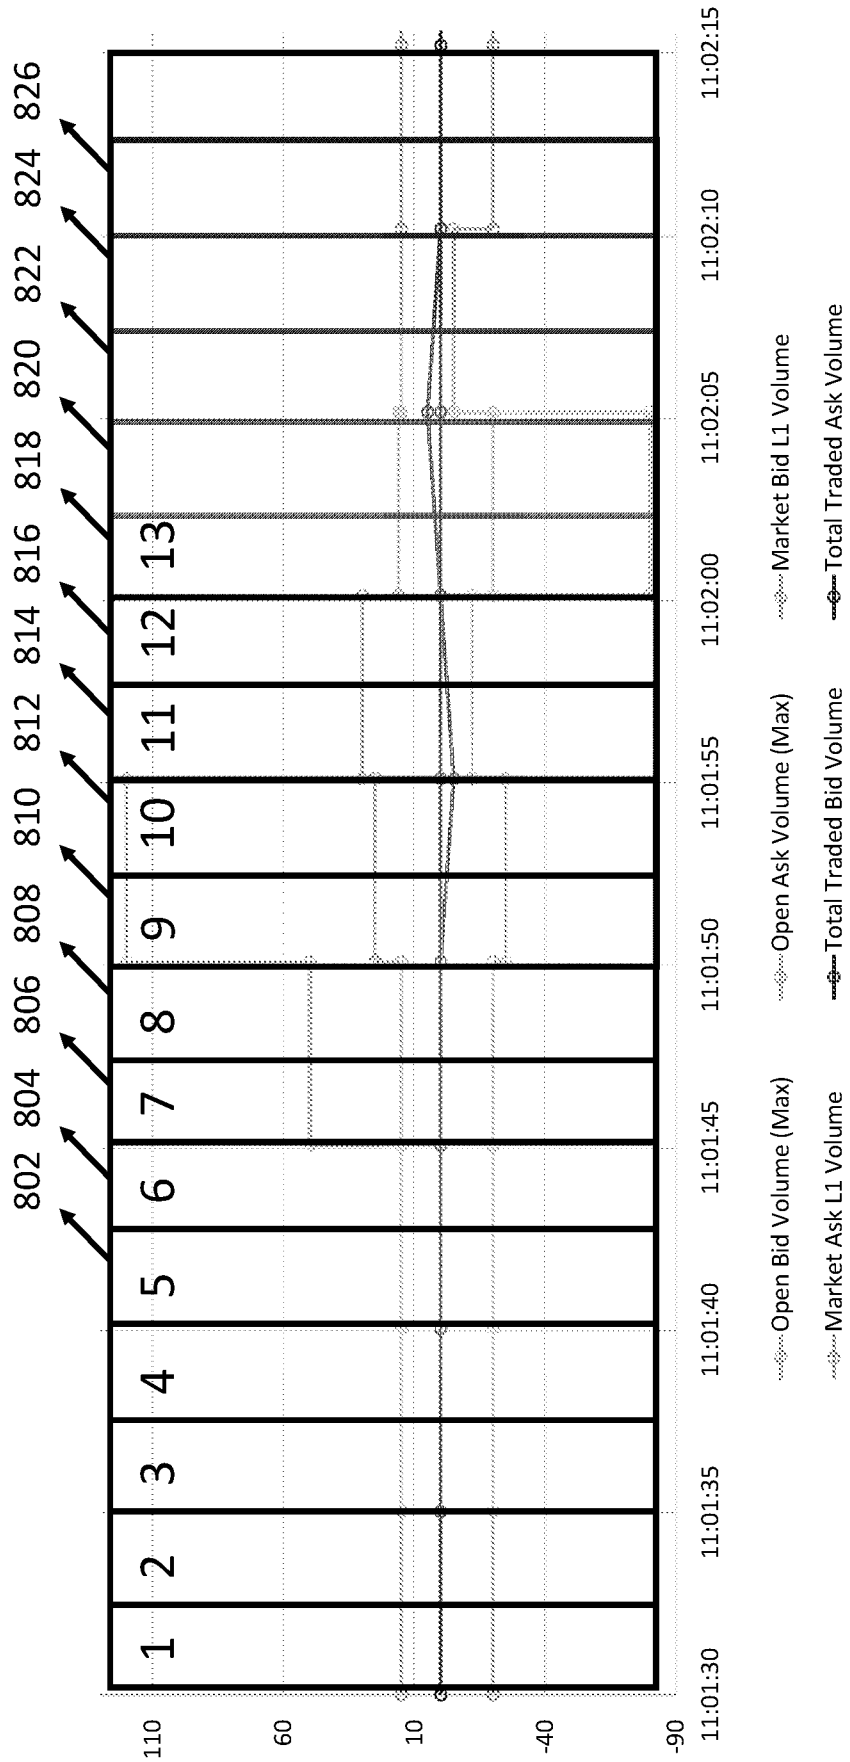 802 804 806 808 810 812 814 816 818 820 822 824 826
1 2 3 4 5 6 7 8 9 10 11 12 13
110
60
10
-40
-90
11:01:30 11:01:35 11:01:40 11:01:45 11:01:50 11:01:55 11:02:00 11:02:05 11:02:10 11:02:15
Open Bid Volume (Max) Open Ask Volume (Max) Market Bid L1 Volume
Market Ask L1 Volume Total Traded Bid Volume Total Traded Ask Volume